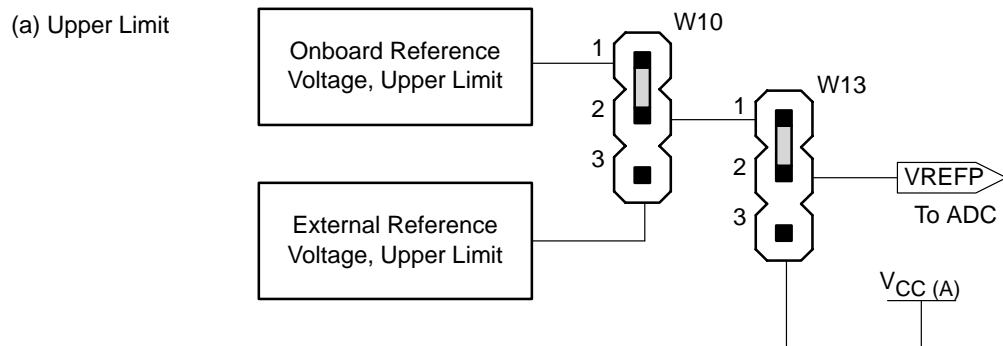 (a) Upper Limit
W10
Onboard Reference
Voltage, Upper Limit
1
2
3
W13
1
2
3
VREFP
To ADC
External Reference
Voltage, Upper Limit
VCC (A)